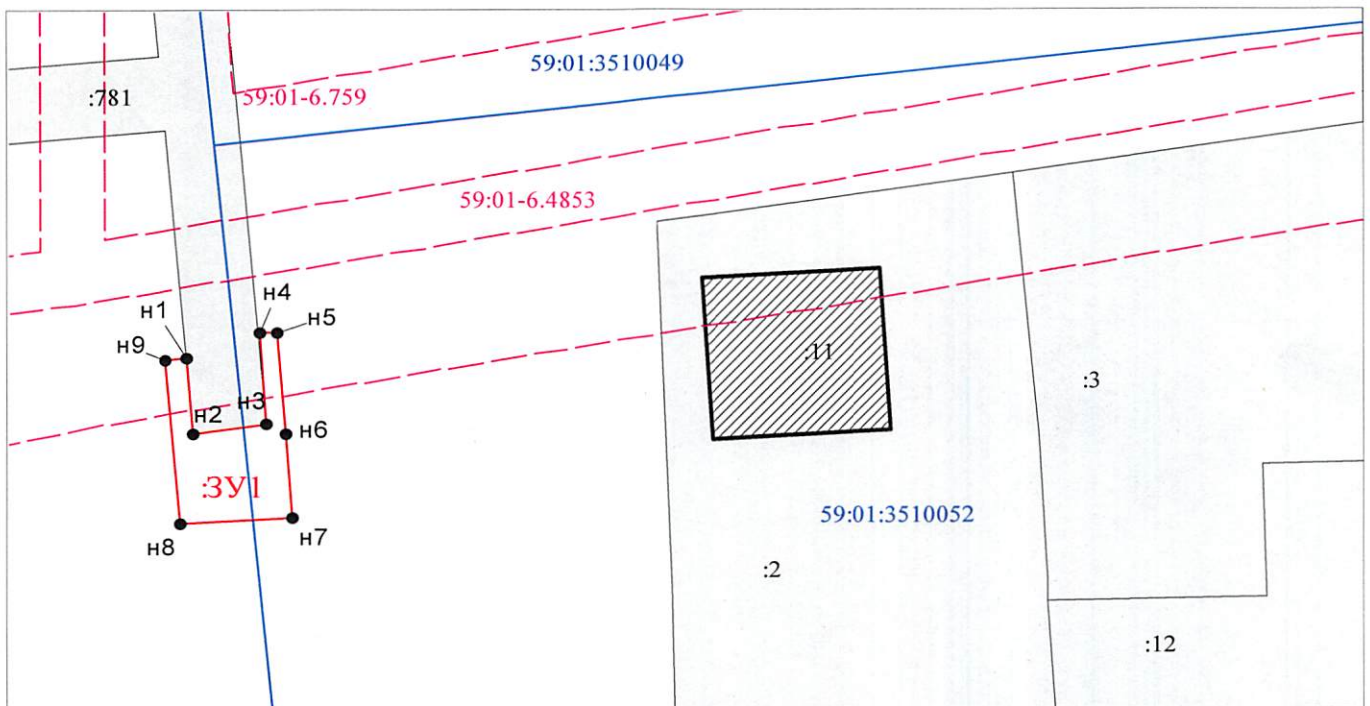 59:01:3510049
:781
59:01-6.759
59:01-6.4853
н4
н1
н5
н9
:11
:3
н3
н2
н6
:ЗУ1
59:01:3510052
н7
н8
:2
:12